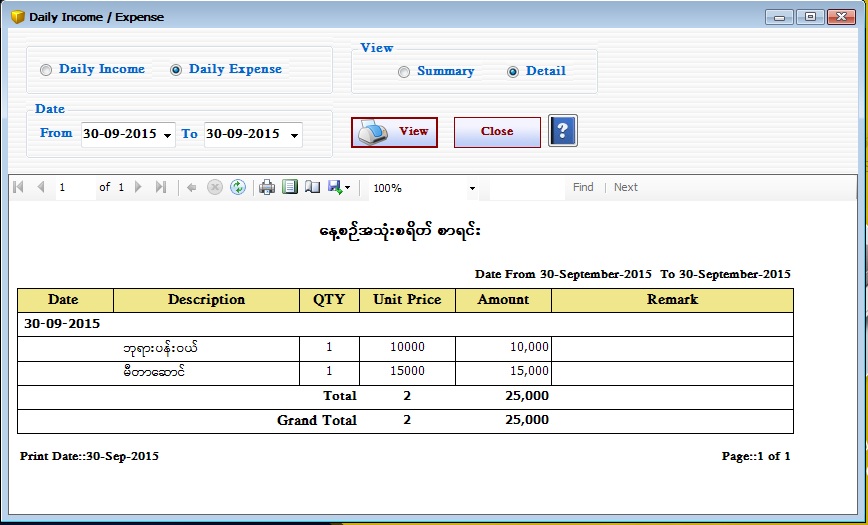 Daily Income / Expense
View
Daily Income Daily Expense Summary Detail
Date
From 30-09-2015 To 30-09-2015 View Close ?
1 of 1 100% Find | Next
နေ့စဉ်အသုံးစရိတ် စာရင်း
Date From 30-September-2015 To 30-September-2015
Date Description QTY Unit Price Amount Remark
30-09-2015
ဘုရားပန်းဝယ် 1 10000 10,000
မီတာဆောင် 1 15000 15,000
Total 2 25,000
Grand Total 2 25,000
Print Date::30-Sep-2015 Page::1 of 1